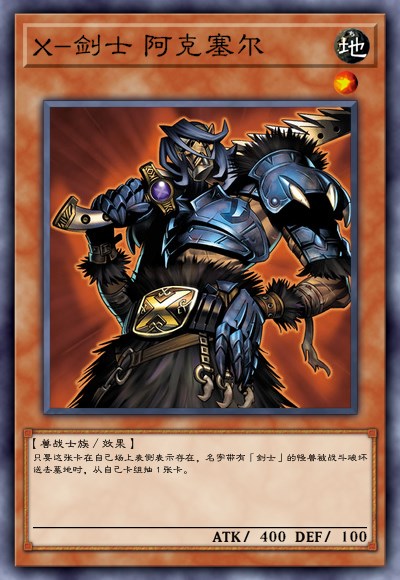 X-剑士 阿克塞尔
地
【兽战士族/效果】
只要这张卡在自己场上表侧表示存在，名字带有「剑士」的怪兽被战斗破坏
送去墓地时，从自己卡组抽1张卡。
ATK/ 400 DEF/ 100